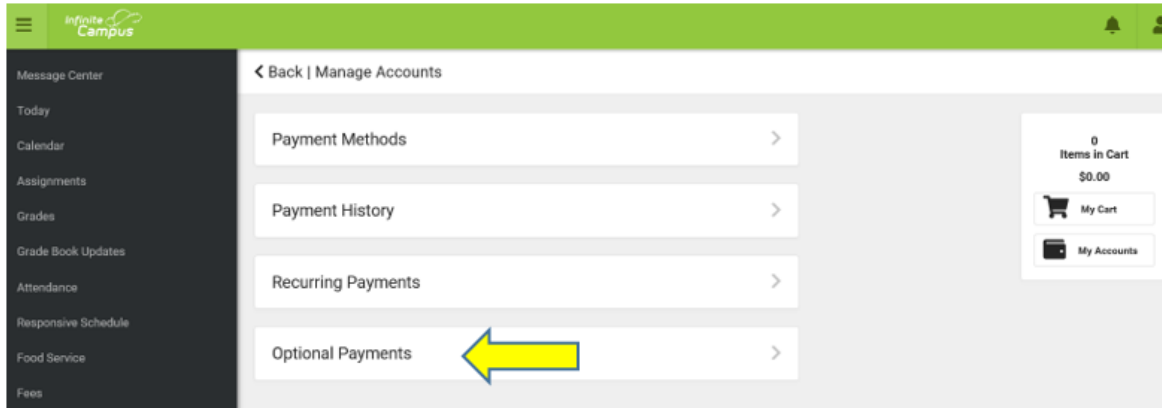 Infinite
Campus
Message Center
Today
Calendar
Assignments
Grades
Grade Book Updates
Attendance
Responsive Schedule
Food Service
Fees
Back | Manage Accounts
Payment Methods
Payment History
Recurring Payments
Optional Payments
0
Items in Cart
$0.00
My Cart
My Accounts